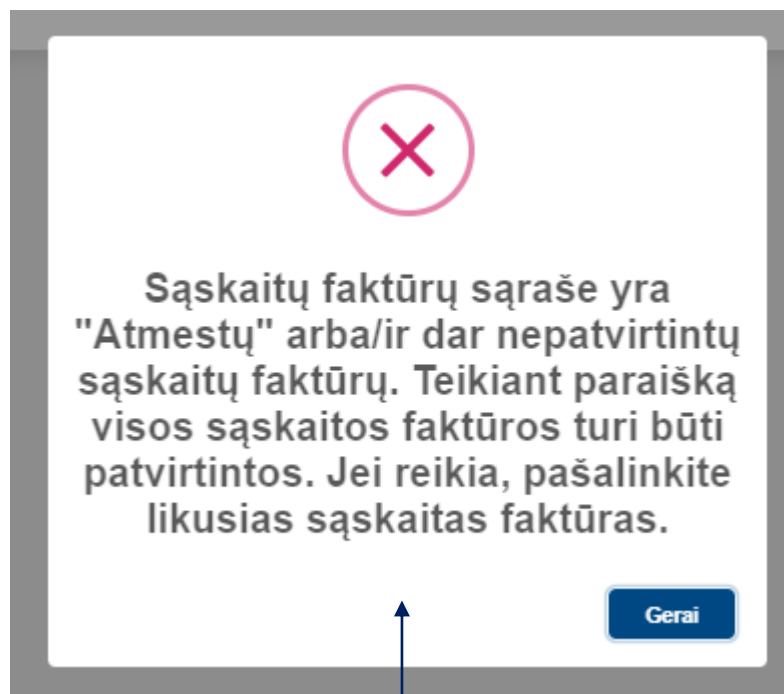 Sąskaitų faktūrų sąraše yra
"Atmestų" arba/ir dar nepatvirtintų
sąskaitų faktūrų. Teikiant paraišką
visos sąskaitos faktūros turi būti
patvirtintos. Jei reikia, pašalinkite
likusias sąskaitas faktūras.
Gerai